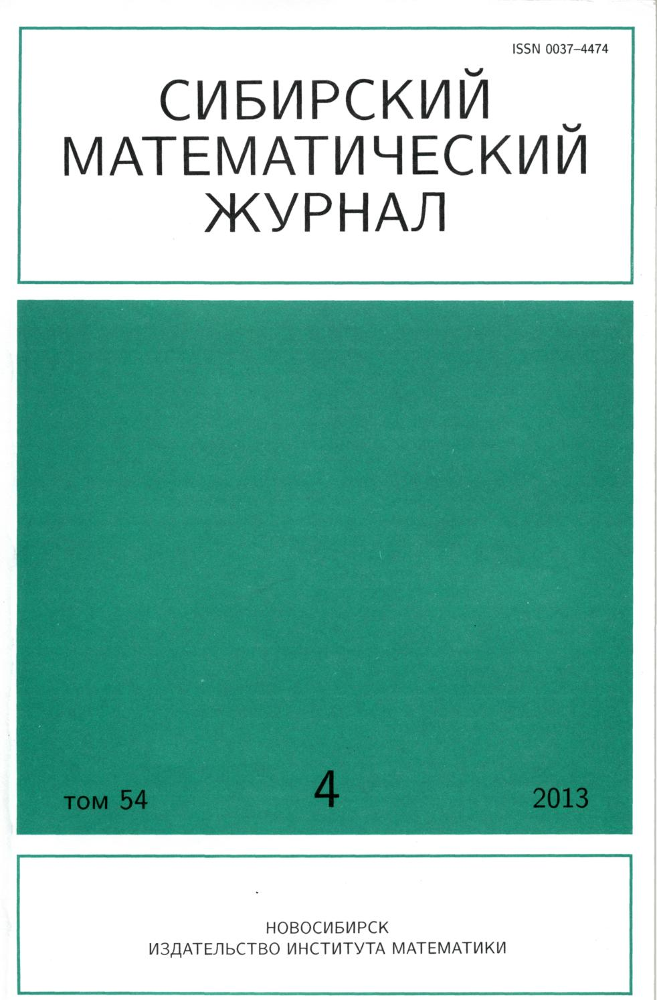 ISSN 0037–4474
СИБИРСКИЙ
МАТЕМАТИЧЕСКИЙ
ЖУРНАЛ
том 54 4 2013
НОВОСИБИРСК
ИЗДАТЕЛЬСТВО ИНСТИТУТА МАТЕМАТИКИ